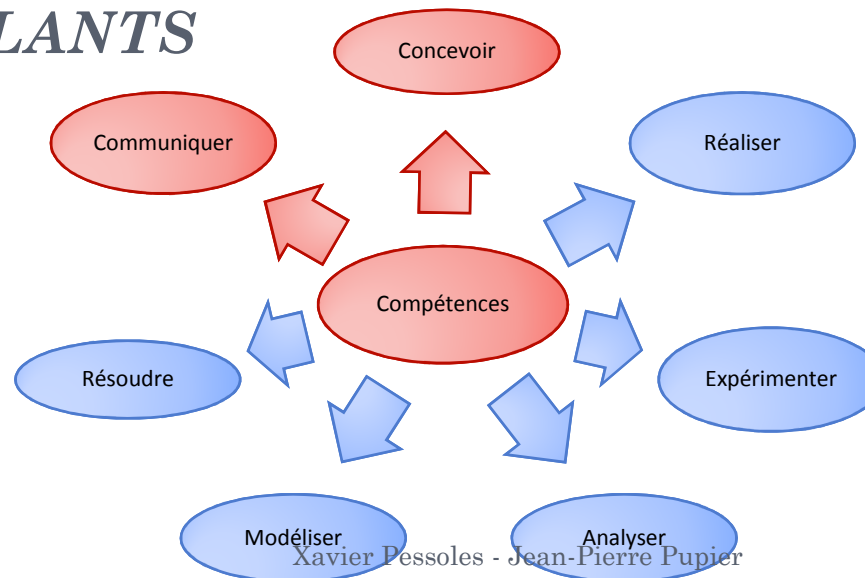 LANTS
Concevoir
Communiquer
Réaliser
Compétences
Résoudre
Expérimenter
Modéliser
Analyser
Xavier Pessoles - Jean-Pierre Pupier